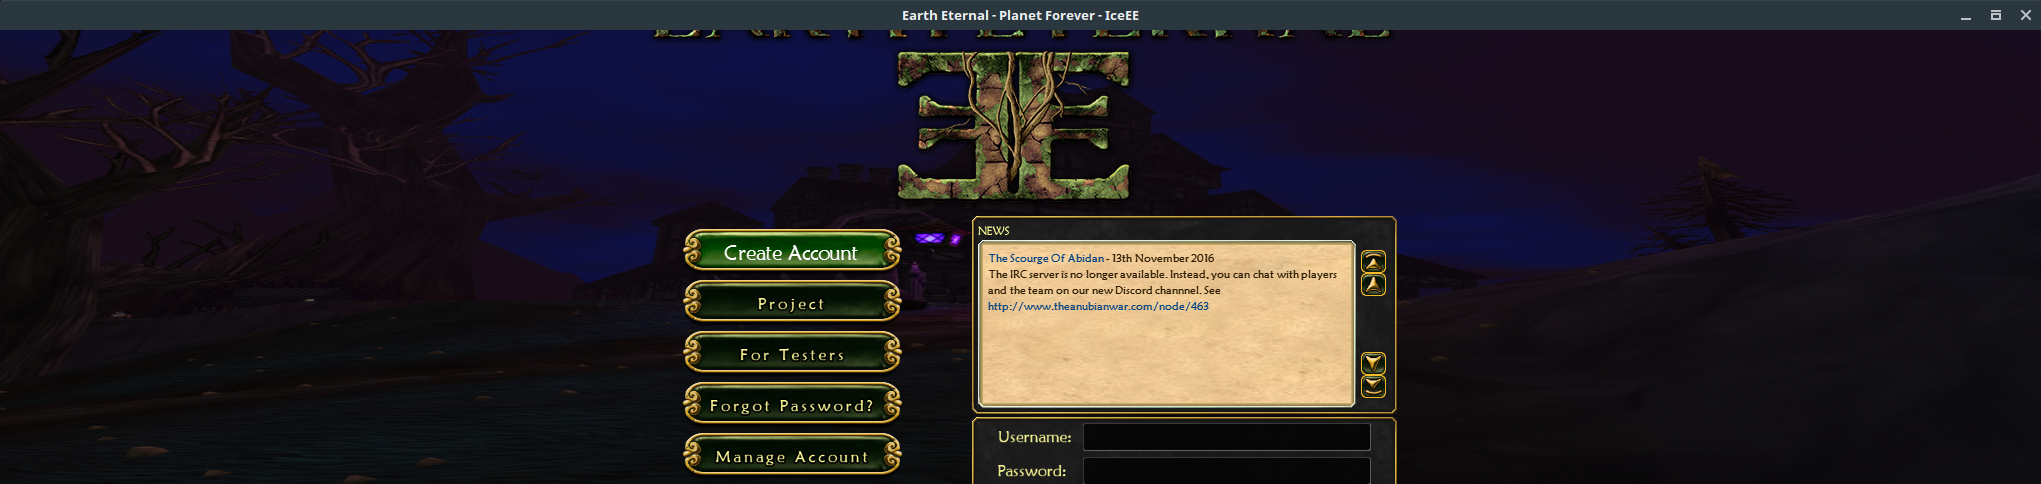 Earth Eternal - Planet Forever - IceEE
Create Account
Project
For Testers
Forgot Password?
Manage Account
NEWS
The Scourge Of Abidan - 13th November 2016
The IRC server is no longer available. Instead, you can chat with players
and the team on our new Discord channnel. See
http://www.theanubianwar.com/node/463
Username:
Password: